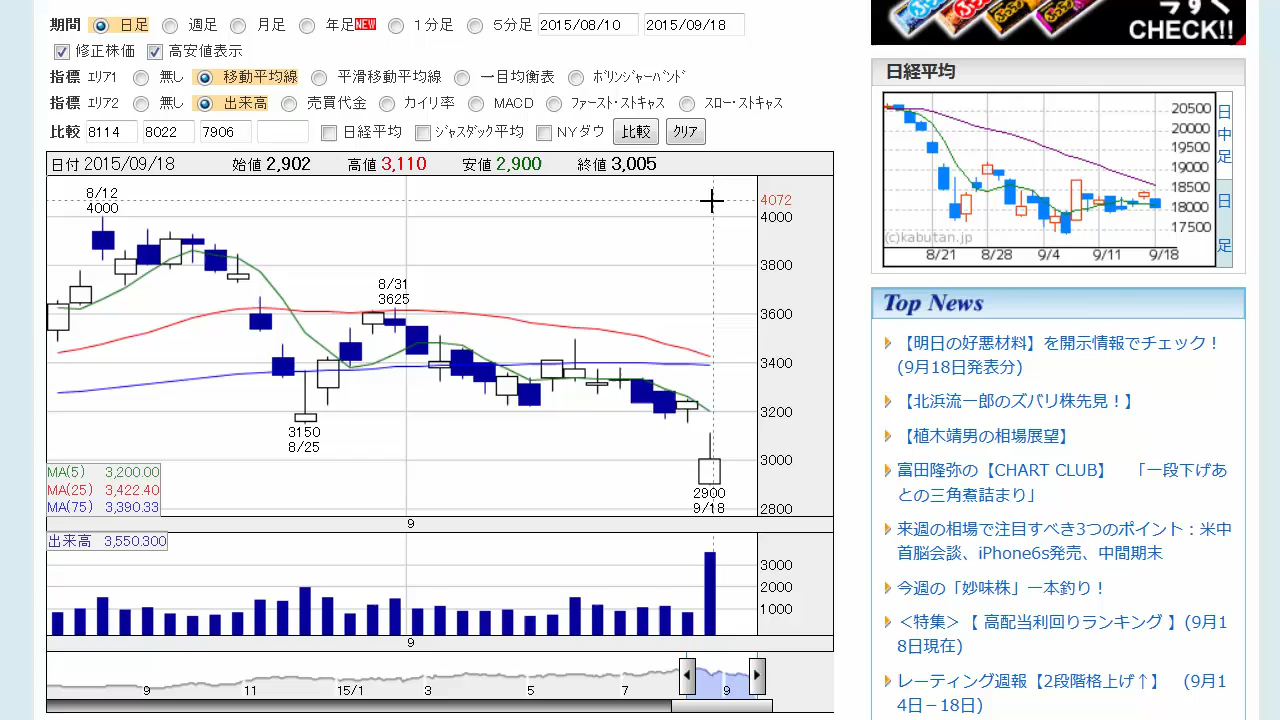 期間 日足 週足 月足 年足NEW 1分足 5分足 2015/08/10 2015/09/18
修正株価 高安値表示
指標 エリア1 無し 移動平均線 平滑移動平均線 一目均衡表 ボリンジャーバンド
指標 エリア2 無し 出来高 売買代金 カイリ率 MACD ファースト・ストキャス スロー・ストキャス
比較 8114 8022 7300 日経平均 ジャスダック平均 NYダウ 比較 クリア
日付 2015/09/18 始値 2,902 高値 3,110 安値 2,900 終値 3,005
8/12
4000
4072
4000
3800
8/31
3625
3600
3400
3200
3150
8/25
3000
2900
9/18
2800
MA(5) 3,200.00
MA(25) 3,422.40
MA(75) 3,390.33
9
出来高 3,550.300
3000
2000
1000
9
9 11 15/1 3 5 7 9
CHECK!!
日経平均
20500
20000
19500
19000
18500
18000
17500
(c)kabutan.jp
8/21 8/28 9/4 9/11 9/18
日中足
日足
Top News
【明日の好悪材料】を開示情報でチェック!
(9月18日発表分)
【北浜流一郎のズバリ株先見!】
【植木靖男の相場展望】
富田隆弥の【CHART CLUB】 「一段下げあ
との三角煮詰まり」
来週の相場で注目すべき3つのポイント:米中
首脳会談、iPhone6s発売、中間期末
今週の「妙味株」一本釣り!
<特集>【 高配当利回りランキング 】(9月1
8日現在)
レーティング週報【2段階格上げ↑】 (9月1
4日-18日)